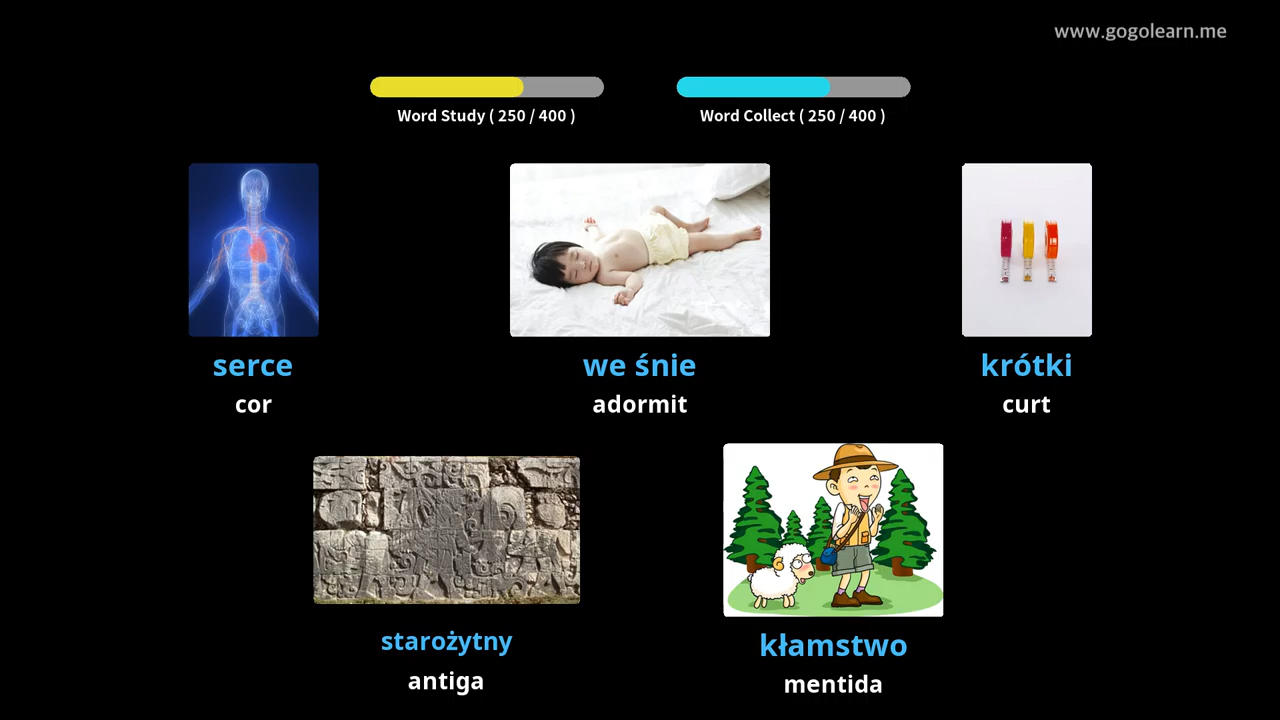 www.gogolearn.me
Word Study ( 250 / 400 )
Word Collect ( 250 / 400 )
serce
cor
we śnie
adormit
krótki
curt
starożytny
antiga
kłamstwo
mentida